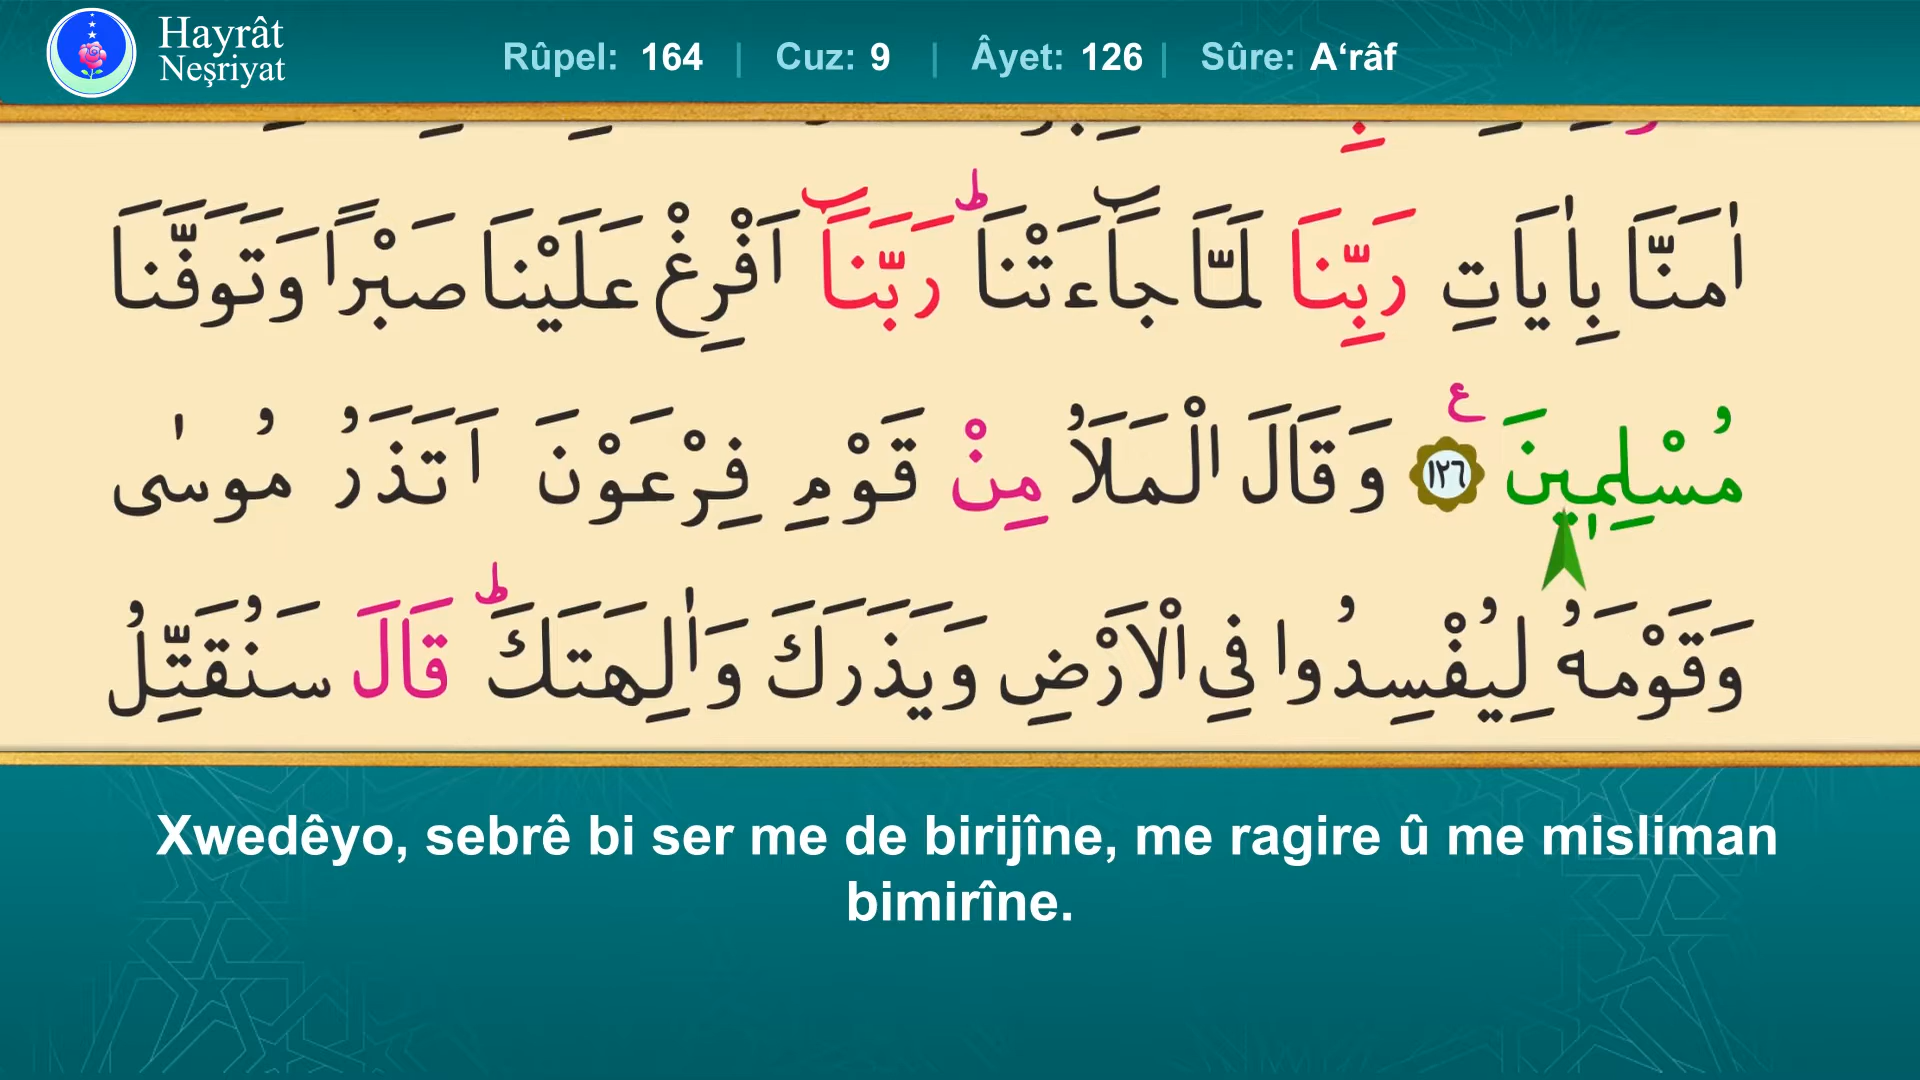 Hayrât
Neşriyat
Rûpel: 164 | Cuz: 9 | Âyet: 126 | Sûre: A‘râf
اٰمَنَّا بِاٰيَاتِ رَبِّنَا لَمَّا جَٓاءَتْنَاۜ رَبَّنَٓا اَفْرِغْ عَلَيْنَا صَبْرًا وَتَوَفَّنَا
مُسْلِم۪ينَ ع ١٢٦ وَقَالَ الْمَلَاُ مِنْ قَوْمِ فِرْعَوْنَ اَتَذَرُ مُوسٰى
وَقَوْمَهُ لِيُفْسِدُوا فِى الْاَرْضِ وَيَذَرَكَ وَاٰلِهَتَكَۜ قَالَ سَنُقَتِّلُ
Xwedêyo, sebrê bi ser me de birijîne, me ragire û me misliman
bimirîne.